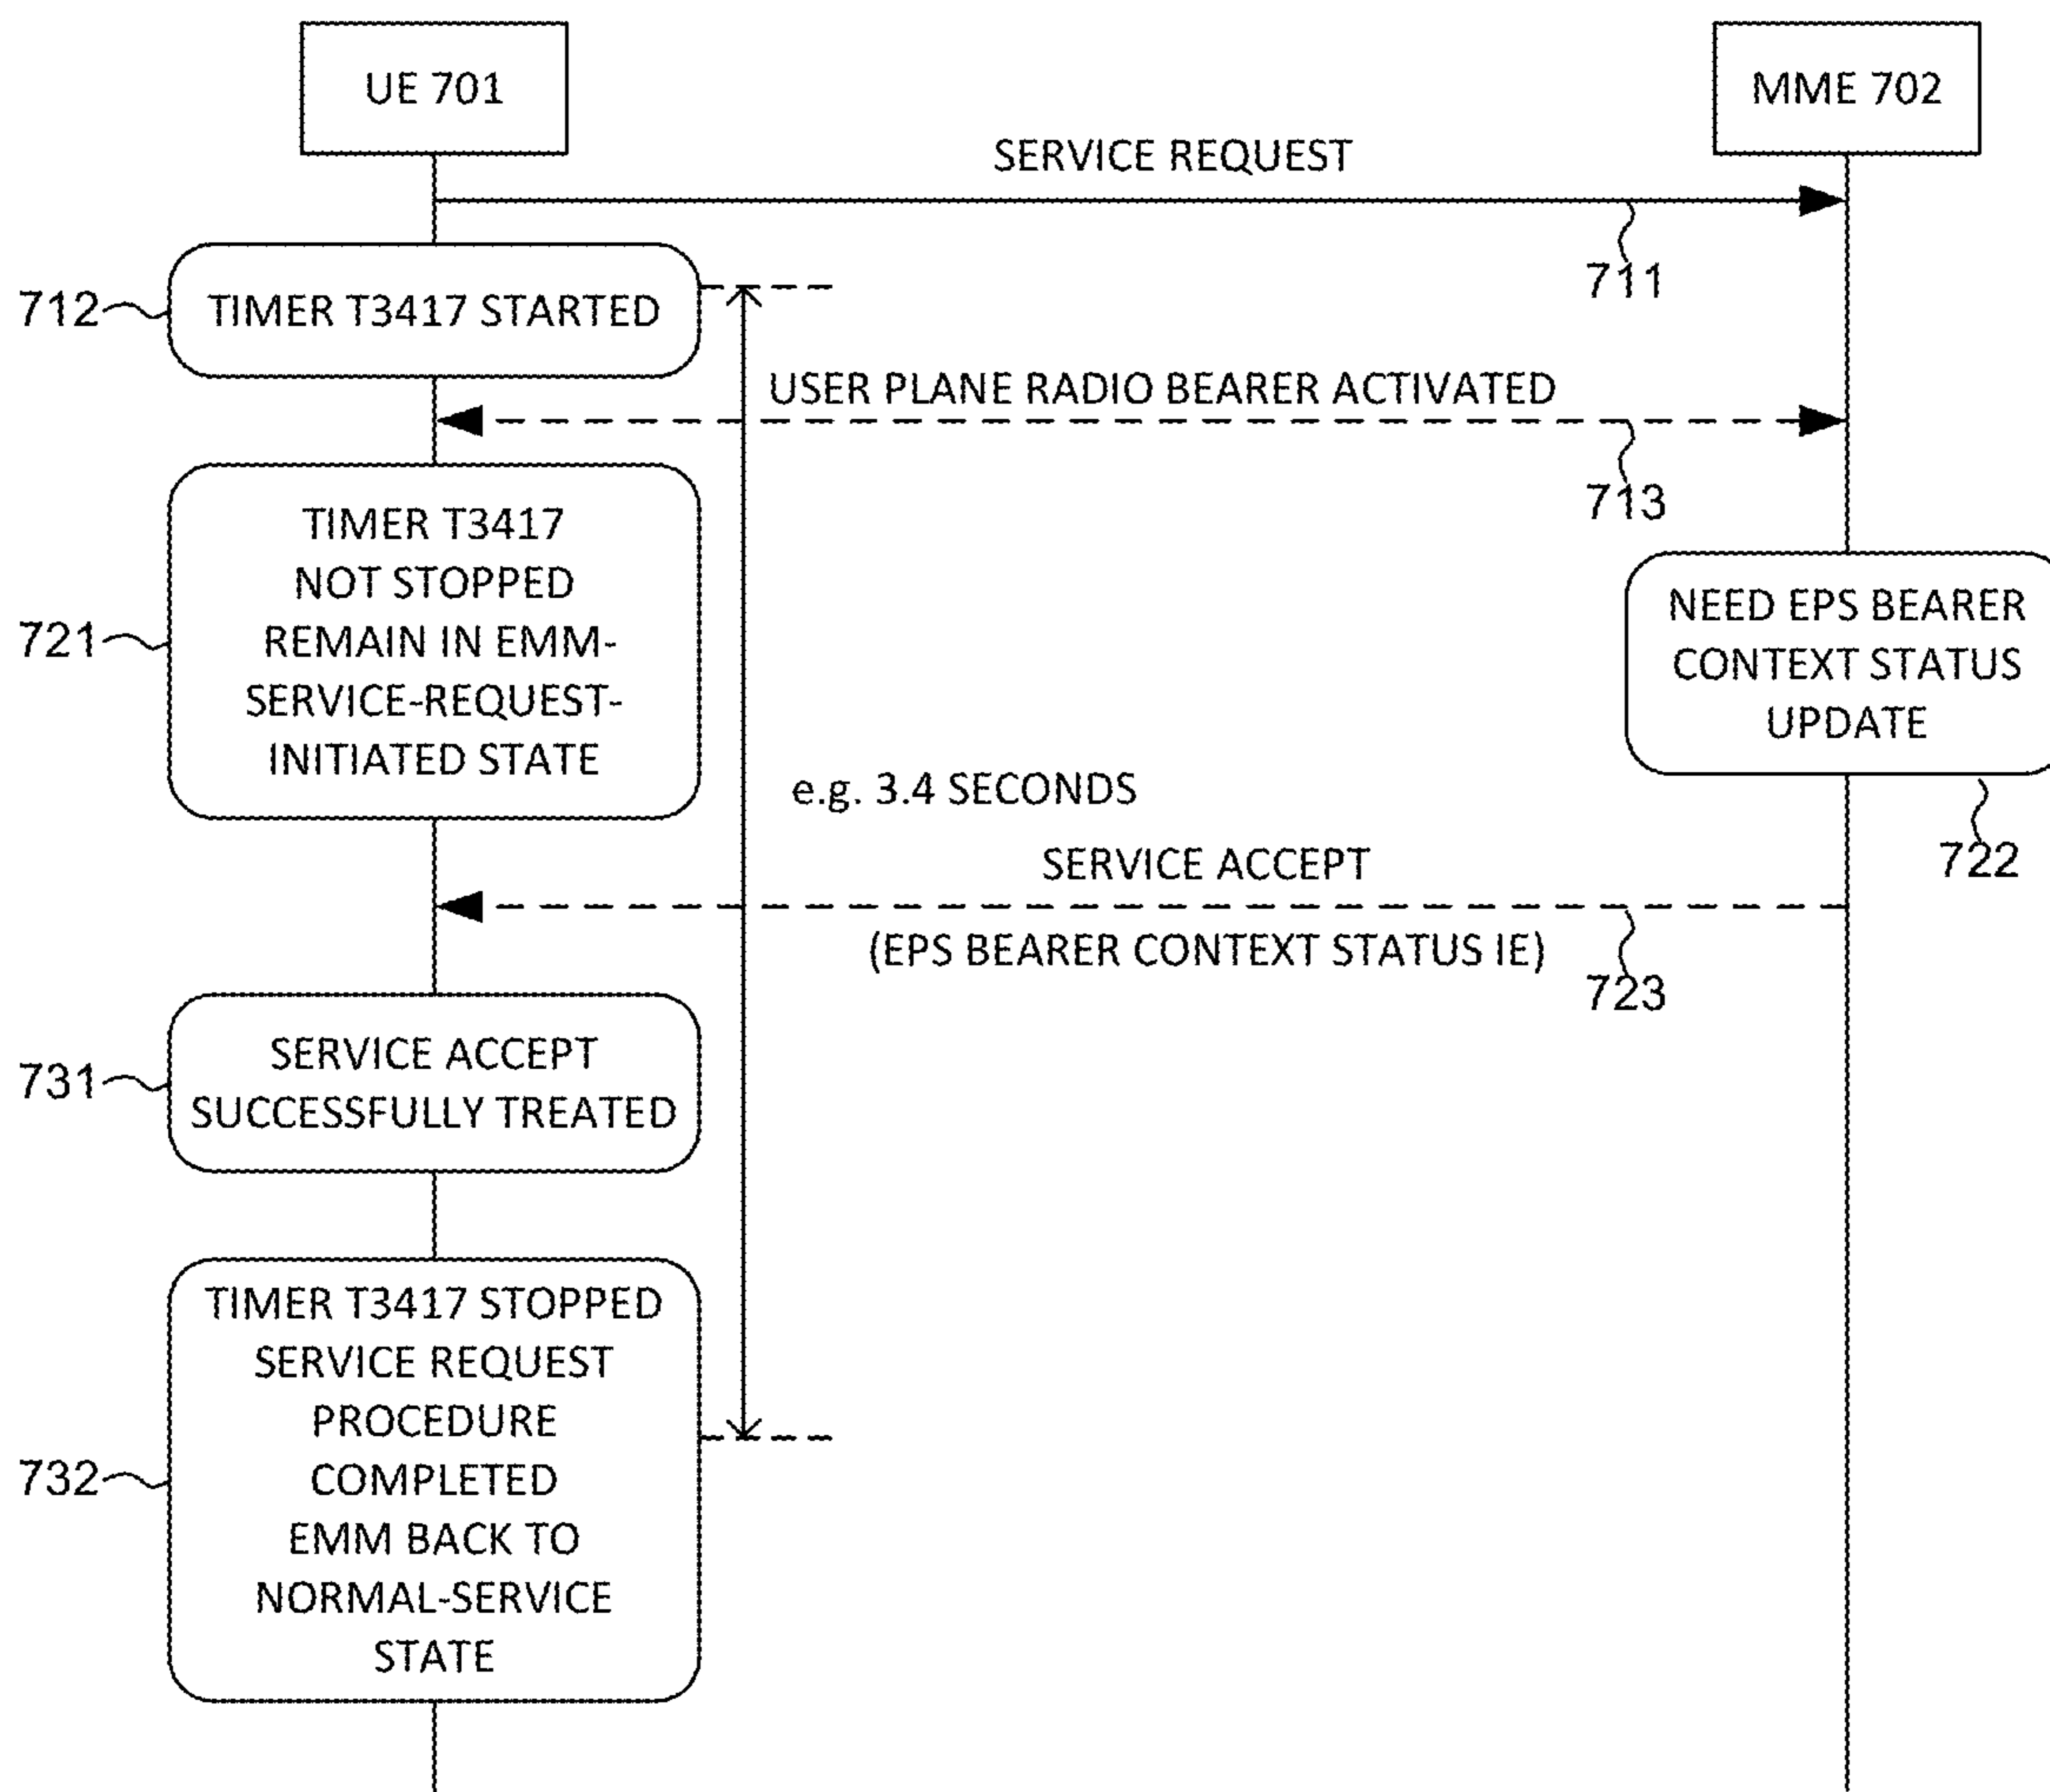 UE 701
MME 702
SERVICE REQUEST
711
712
TIMER T3417 STARTED
USER PLANE RADIO BEARER ACTIVATED
713
721
TIMER T3417
NOT STOPPED
REMAIN IN EMM-
SERVICE-REQUEST-
INITIATED STATE
NEED EPS BEARER
CONTEXT STATUS
UPDATE
722
e.g. 3.4 SECONDS
SERVICE ACCEPT
(EPS BEARER CONTEXT STATUS IE)
723
731
SERVICE ACCEPT
SUCCESSFULLY TREATED
732
TIMER T3417 STOPPED
SERVICE REQUEST
PROCEDURE
COMPLETED
EMM BACK TO
NORMAL-SERVICE
STATE